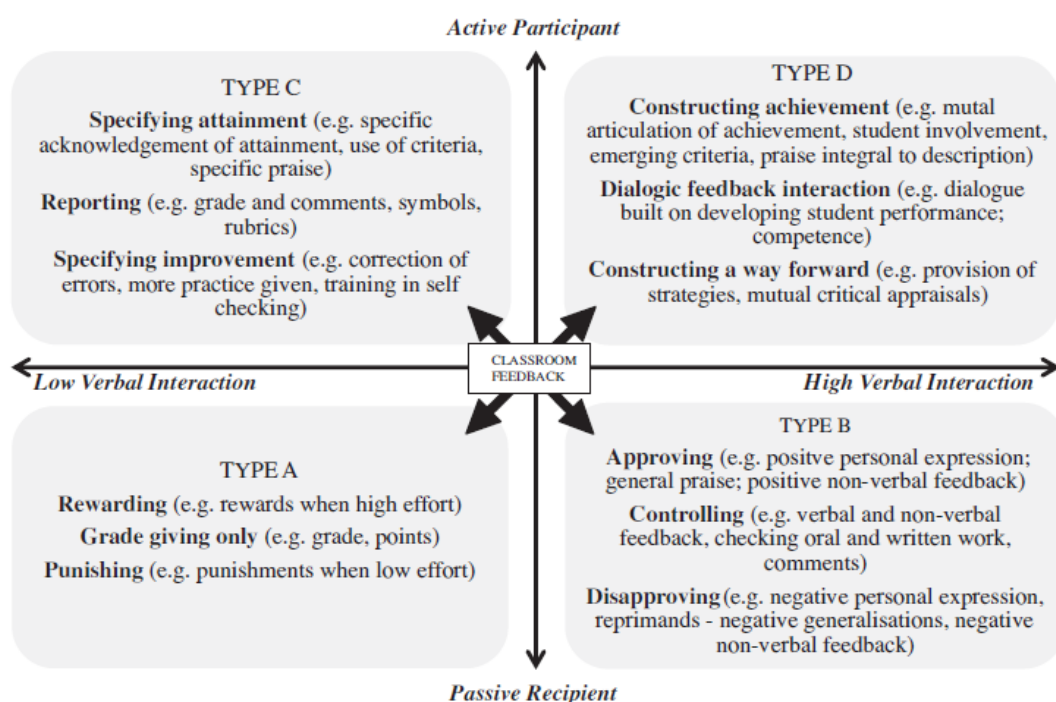 Active Participant
TYPE C
Specifying attainment (e.g. specific
acknowledgement of attainment, use of criteria,
specific praise)
Reporting (e.g. grade and comments, symbols,
rubrics)
Specifying improvement (e.g. correction of
errors, more practice given, training in self
checking)
TYPE D
Constructing achievement (e.g. mutal
articulation of achievement, student involvement,
emerging criteria, praise integral to description)
Dialogic feedback interaction (e.g. dialogue
built on developing student performance;
competence)
Constructing a way forward (e.g. provision of
strategies, mutual critical appraisals)
CLASSROOM
FEEDBACK
Low Verbal Interaction
High Verbal Interaction
TYPE A
Rewarding (e.g. rewards when high effort)
Grade giving only (e.g. grade, points)
Punishing (e.g. punishments when low effort)
TYPE B
Approving (e.g. positve personal expression;
general praise; positive non-verbal feedback)
Controlling (e.g. verbal and non-verbal
feedback, checking oral and written work,
comments)
Disapproving (e.g. negative personal expression,
reprimands - negative generalisations, negative
non-verbal feedback)
Passive Recipient